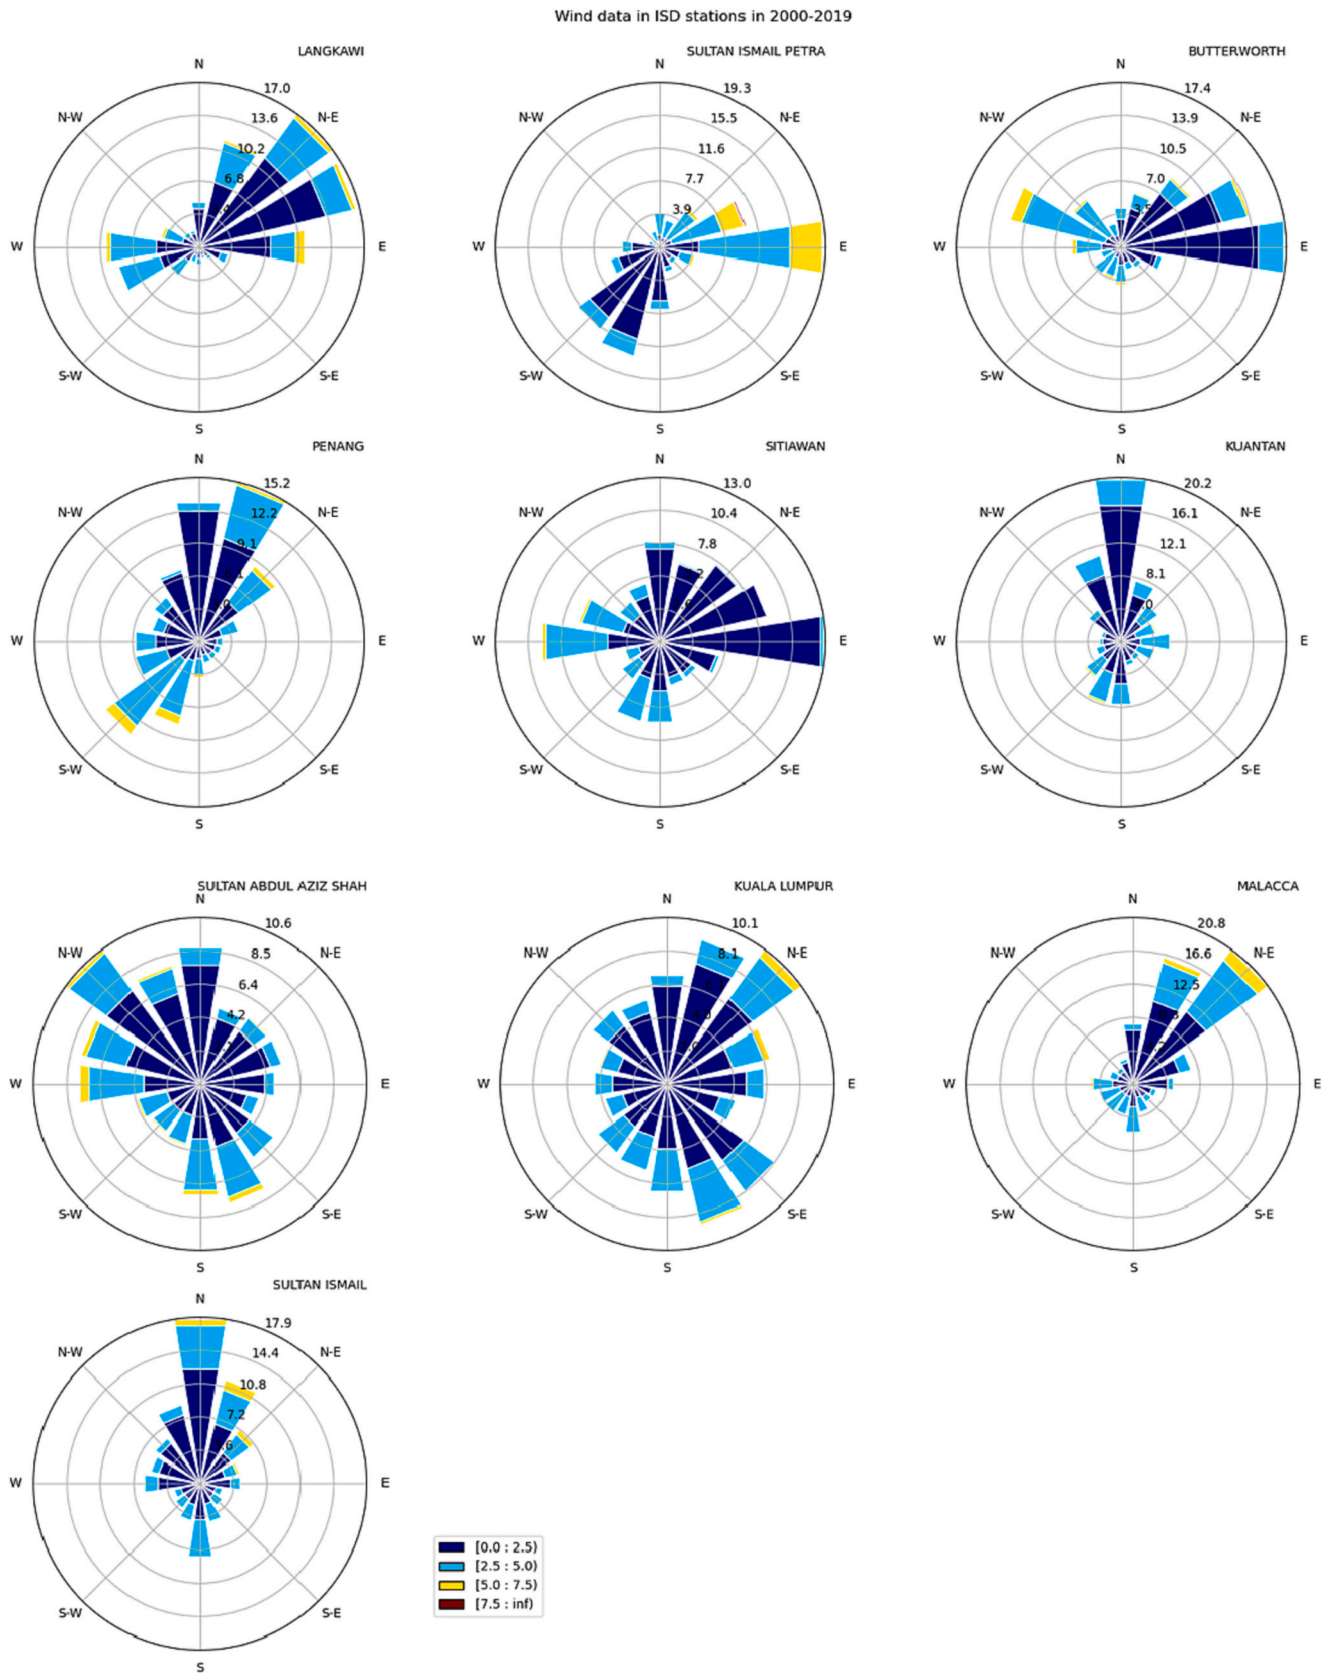 Wind data in ISD stations in 2000-2019
LANGKAWI
N
17.0
N-W
13.6
N-E
10.2
6.8
W
E
S-W
S-E
S
SULTAN ISMAIL PETRA
N
19.3
N-W
15.5
N-E
11.6
7.7
3.9
W
E
S-W
S-E
S
BUTTERWORTH
N
17.4
N-W
13.9
N-E
10.5
7.0
3.5
W
E
S-W
S-E
S
PENANG
N
15.2
N-W
12.2
N-E
9.1
W
E
S-W
S-E
S
SITIAWAN
N
13.0
N-W
10.4
N-E
7.8
W
E
S-W
S-E
S
KUANTAN
N
20.2
N-W
16.1
N-E
12.1
8.1
W
E
S-W
S-E
S
SULTAN ABDUL AZIZ SHAH
N
10.6
N-W
8.5
N-E
6.4
4.2
W
E
S-W
S-E
S
KUALA LUMPUR
N
10.1
N-W
8.1
N-E
W
E
S-W
S-E
S
MALACCA
N
20.8
N-W
16.6
N-E
12.5
8.3
W
E
S-W
S-E
S
SULTAN ISMAIL
N
17.9
N-W
14.4
N-E
10.8
7.2
W
E
S-W
S-E
S
[0.0 : 2.5)
[2.5 : 5.0)
[5.0 : 7.5)
[7.5 : inf)